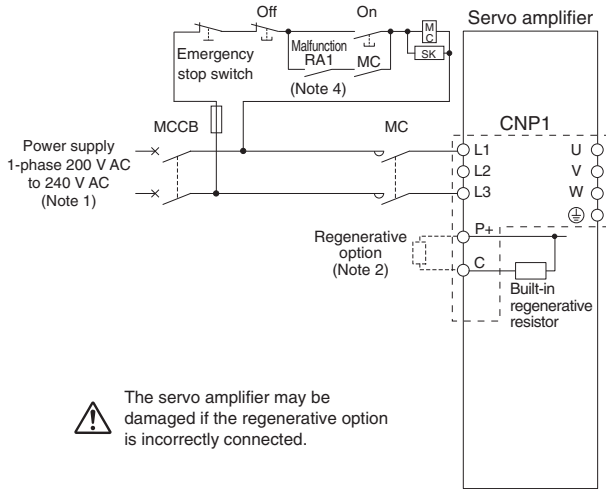 Servo amplifier
Off
On
Emergency
stop switch
Malfunction
RA1
(Note 4)
MC
MC
SK
MCCB
MC
CNP1
Power supply
1-phase 200 V AC
to 240 V AC
(Note 1)
L1
L2
L3
U
V
W
Regenerative
option
(Note 2)
P+
C
Built-in
regenerative
resistor
The servo amplifier may be
damaged if the regenerative option
is incorrectly connected.